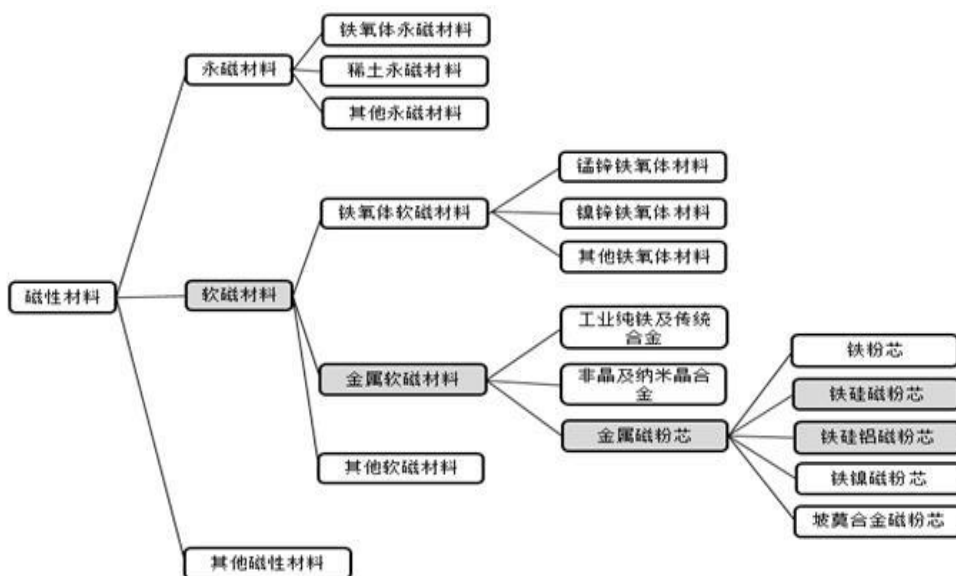 铁氧体永磁材料
永磁材料
稀土永磁材料
其他永磁材料
锰锌铁氧体材料
铁氧体软磁材料
镍锌铁氧体材料
其他铁氧体材料
磁性材料
软磁材料
工业纯铁及传统
合金
铁粉芯
金属软磁材料
非晶及纳米晶合
金
铁硅磁粉芯
金属磁粉芯
铁硅铝磁粉芯
其他软磁材料
铁镍磁粉芯
坡莫合金磁粉芯
其他磁性材料